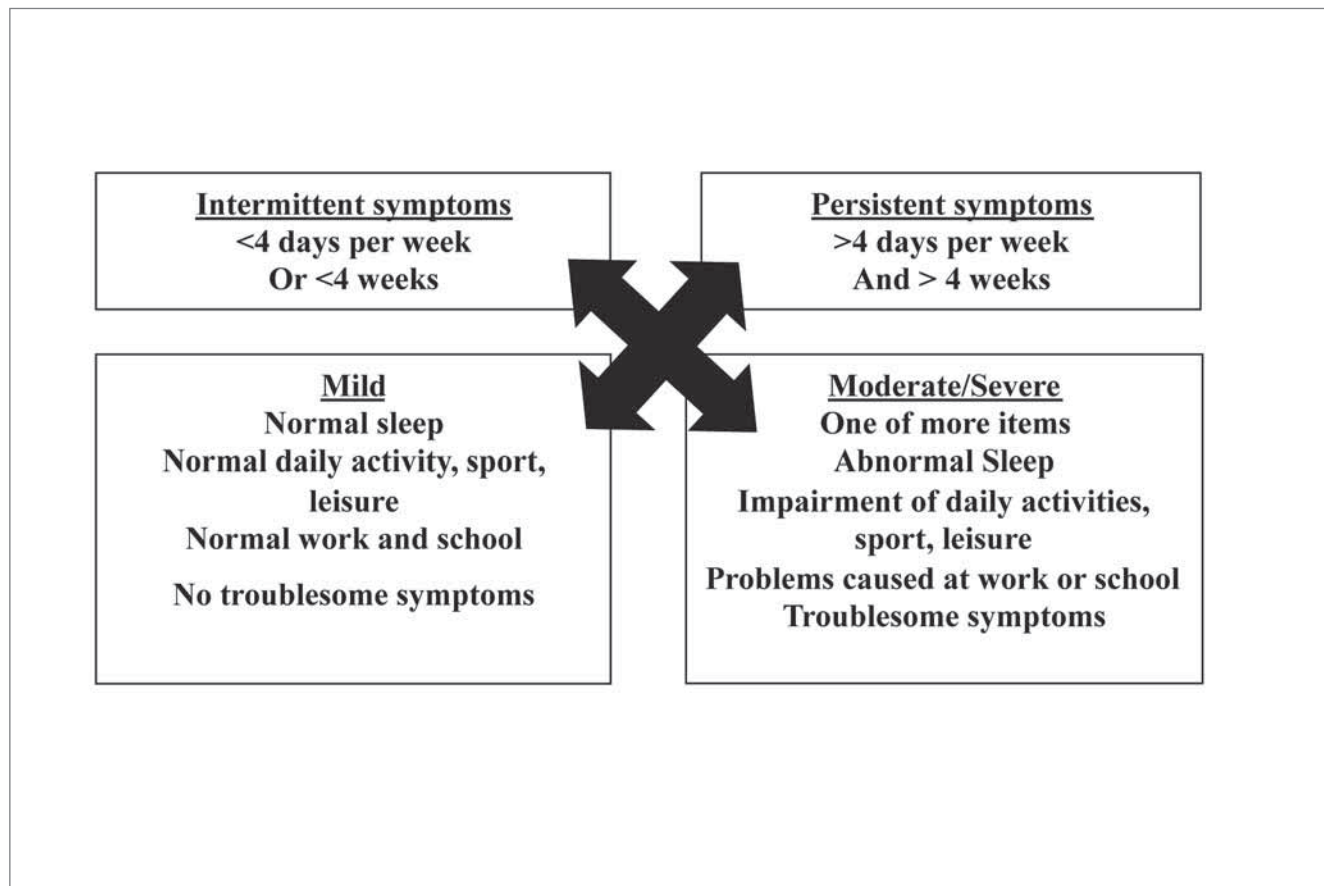 Intermittent symptoms
<4 days per week
Or <4 weeks
Persistent symptoms
>4 days per week
And > 4 weeks
Mild
Normal sleep
Normal daily activity, sport,
leisure
Normal work and school
No troublesome symptoms
Moderate/Severe
One of more items
Abnormal Sleep
Impairment of daily activities,
sport, leisure
Problems caused at work or school
Troublesome symptoms